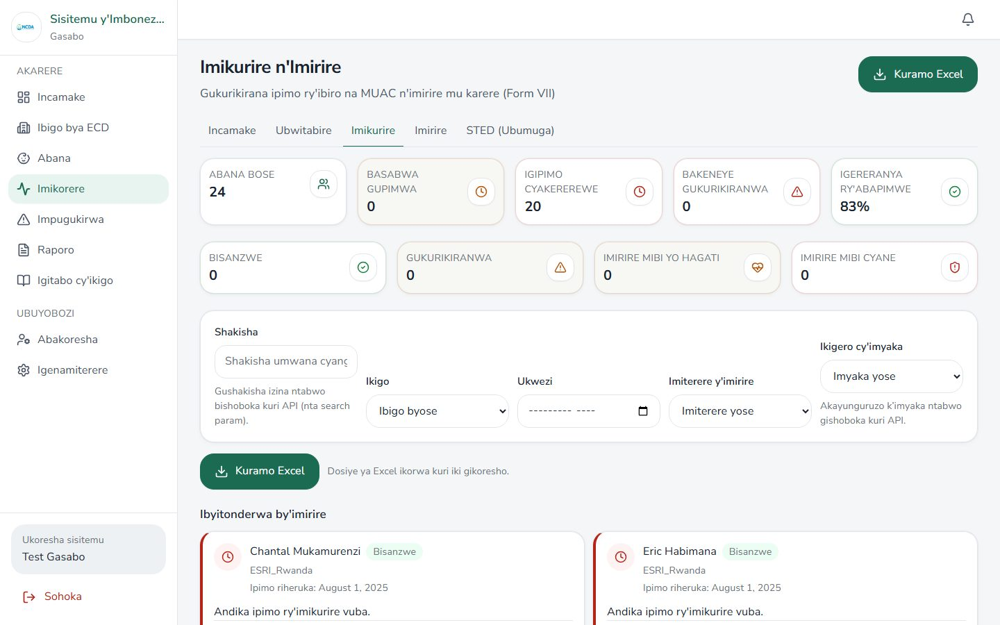 NCDA
Sisitemu y'Imbonez...
Gasabo
AKARERE
Incamake
Ibigo bya ECD
Abana
Imikorere
Impugukirwa
Raporo
Igitabo cy'ikigo
UBUYOBOZI
Abakoresha
Igenamiterere
Ukoresha sisitemu
Test Gasabo
Sohoka
Imikurire n'Imirire
Gukurikirana ipimo ry'ibiro na MUAC n'imirire mu karere (Form VII)
Kuramo Excel
Incamake
Ubwitabire
Imikurire
Imirire
STED (Ubumuga)
ABANA BOSE
24
BASABWA
GUPIMWA
0
IGIPIMO
CYAKEREREWE
20
BAKENEYE
GUKURIKIRANWA
0
IGERERANYA
RY'ABAPIMWE
83%
BISANZWE
0
GUKURIKIRANWA
0
IMIRIRE MIBI YO HAGATI
0
IMIRIRE MIBI CYANE
0
Shakisha
Shakisha umwana cyang
Gushakisha izina ntabwo
bishoboka kuri API (nta search
param).
Ikigo
Ibigo byose
Ukwezi
--------- ----
Imiterere y'imirire
Imiterere yose
Ikigero cy'imyaka
Imyaka yose
Akayunguruzo k’imyaka ntabwo
gishoboka kuri API.
Kuramo Excel
Dosiye ya Excel ikorwa kuri iki gikoresho.
Ibyitonderwa by'imirire
Chantal Mukamurenzi
Bisanzwe
ESRI_Rwanda
Ipimo riheruka: August 1, 2025
Andika ipimo ry'imikurire vuba.
Eric Habimana
Bisanzwe
ESRI_Rwanda
Ipimo riheruka: August 1, 2025
Andika ipimo ry'imikurire vuba.